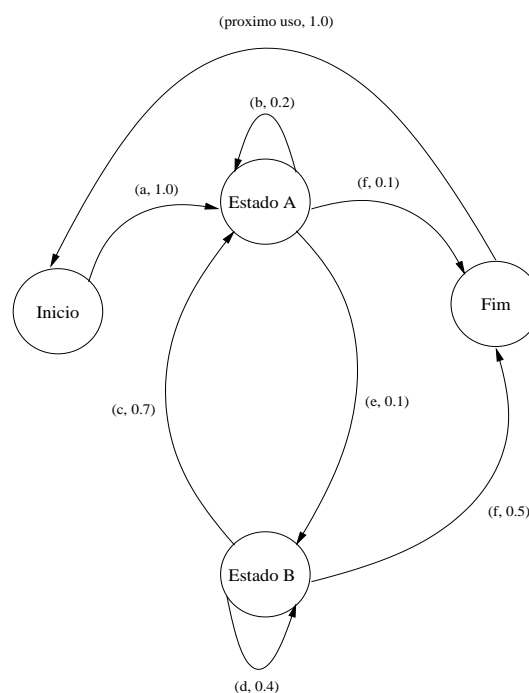 (proximo uso, 1.0)
(b, 0.2)
(a, 1.0)
(f, 0.1)
Estado A
Inicio
Fim
(c, 0.7)
(e, 0.1)
(f, 0.5)
Estado B
(d, 0.4)